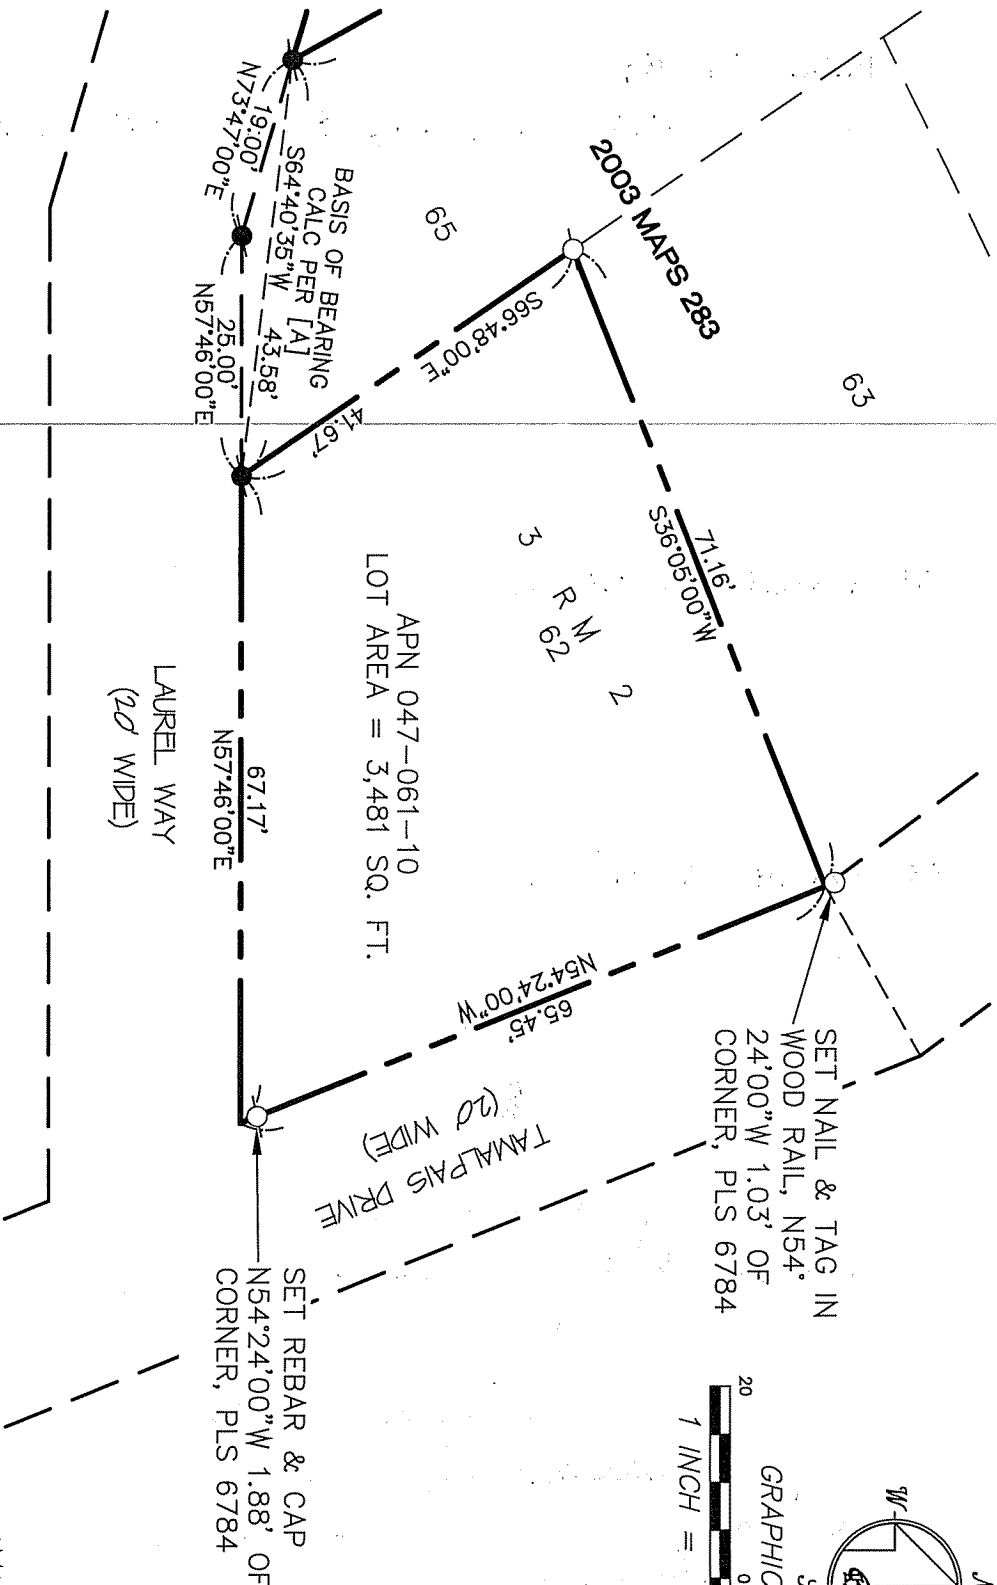 2003 MAPS 283
63
65
BASIS OF BEARING
CALC PER [A]
S64°40'35"W 43.58'
19.00'
N73°47'00"E
25.00'
N57°46'00"E
S66°48'00"E
41.67'
71.16'
S36°05'00"W
3 R M 2
62
APN 047-061-10
LOT AREA = 3,481 SQ. FT.
67.17'
N57°46'00"E
LAUREL WAY
(20' WIDE)
N54°24'00"W
65.45'
TAMALPAIS DRIVE
(20' WIDE)
SET NAIL & TAG IN
WOOD RAIL, N54°
24'00"W 1.03' OF
CORNER, PLS 6784
SET REBAR & CAP
N54°24'00"W 1.88' OF
CORNER, PLS 6784
W
GRAPHIC
20 0
1 INCH =